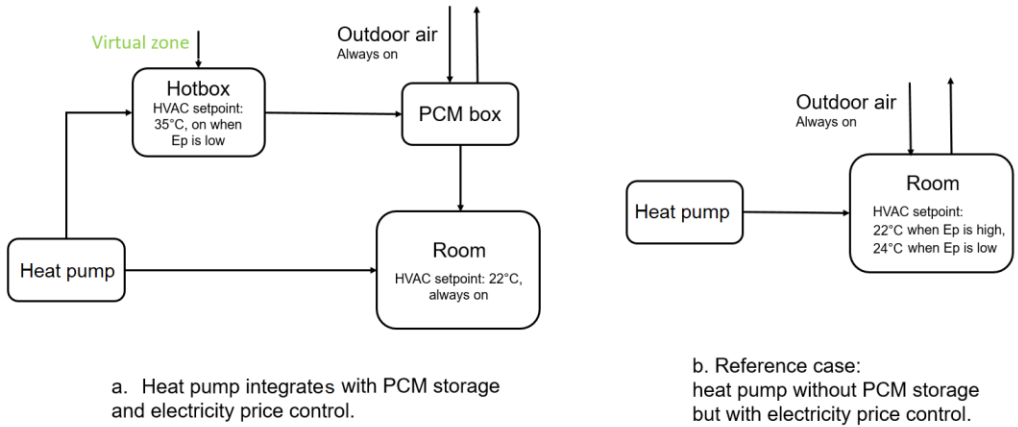 Virtual zone
Hotbox
HVAC setpoint:
35°C, on when
Ep is low
Outdoor air
Always on
PCM box
Heat pump
Room
HVAC setpoint: 22°C,
always on
a. Heat pump integrates with PCM storage
and electricity price control.
Outdoor air
Always on
Heat pump
Room
HVAC setpoint:
22°C when Ep is high,
24°C when Ep is low
b. Reference case:
heat pump without PCM storage
but with electricity price control.